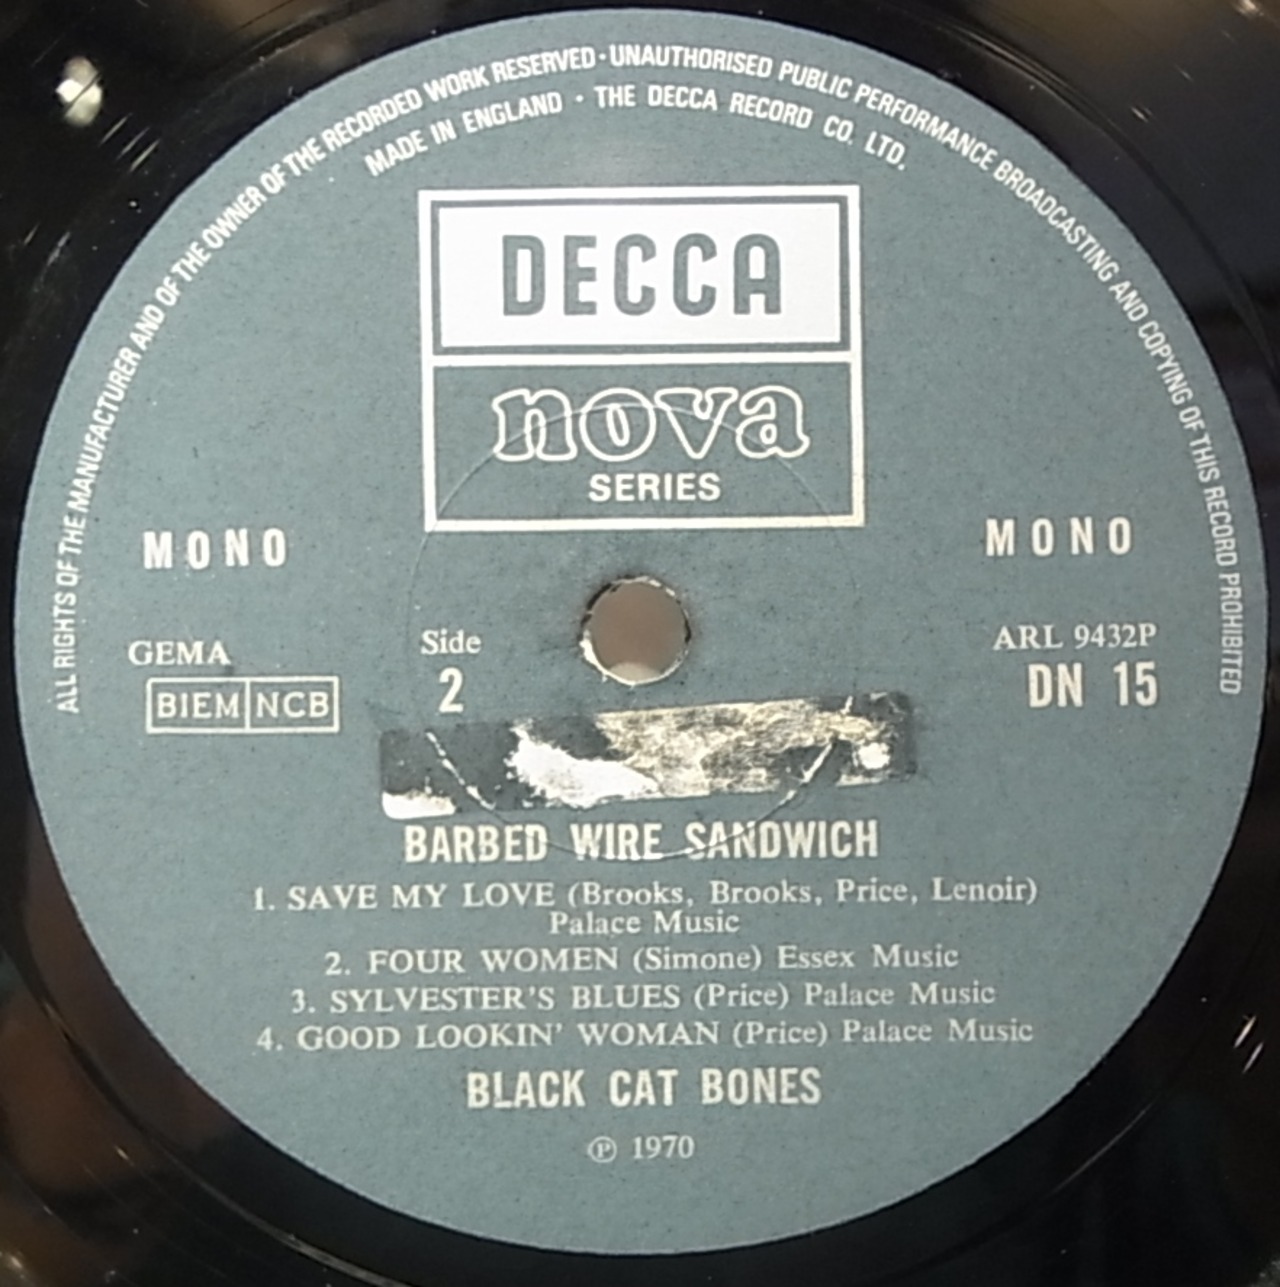 ALL RIGHTS OF THE MANUFACTURER AND OF THE OWNER OF THE RECORDED WORK RESERVED · UNAUTHORISED PUBLIC PERFORMANCE BROADCASTING AND COPYING OF THIS RECORD PROHIBITED
MADE IN ENGLAND · THE DECCA RECORD CO. LTD.
DECCA
nova
SERIES
MONO
MONO
GEMA
BIEM NCB
Side
2
ARL 9432P
DN 15
BARBED WIRE SANDWICH
1. SAVE MY LOVE (Brooks, Brooks, Price, Lenoir)
Palace Music
2. FOUR WOMEN (Simone) Essex Music
3. SYLVESTER'S BLUES (Price) Palace Music
4. GOOD LOOKIN' WOMAN (Price) Palace Music
BLACK CAT BONES
℗ 1970